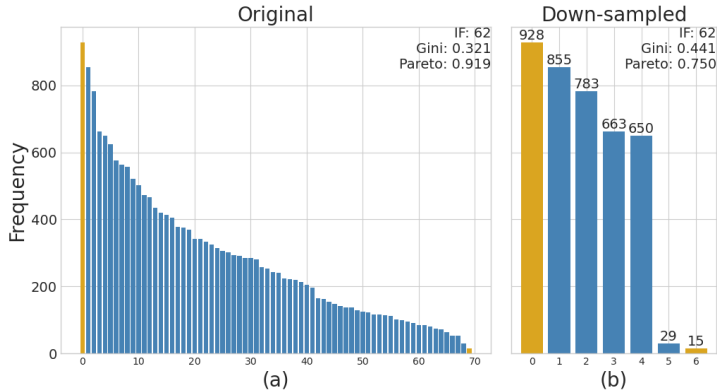 Original
IF: 62
Gini: 0.321
Pareto: 0.919
Frequency
800
600
400
200
0
0 10 20 30 40 50 60 70
(a)
Down-sampled
IF: 62
Gini: 0.441
Pareto: 0.750
928
855
783
663
650
29
15
0 1 2 3 4 5 6
(b)